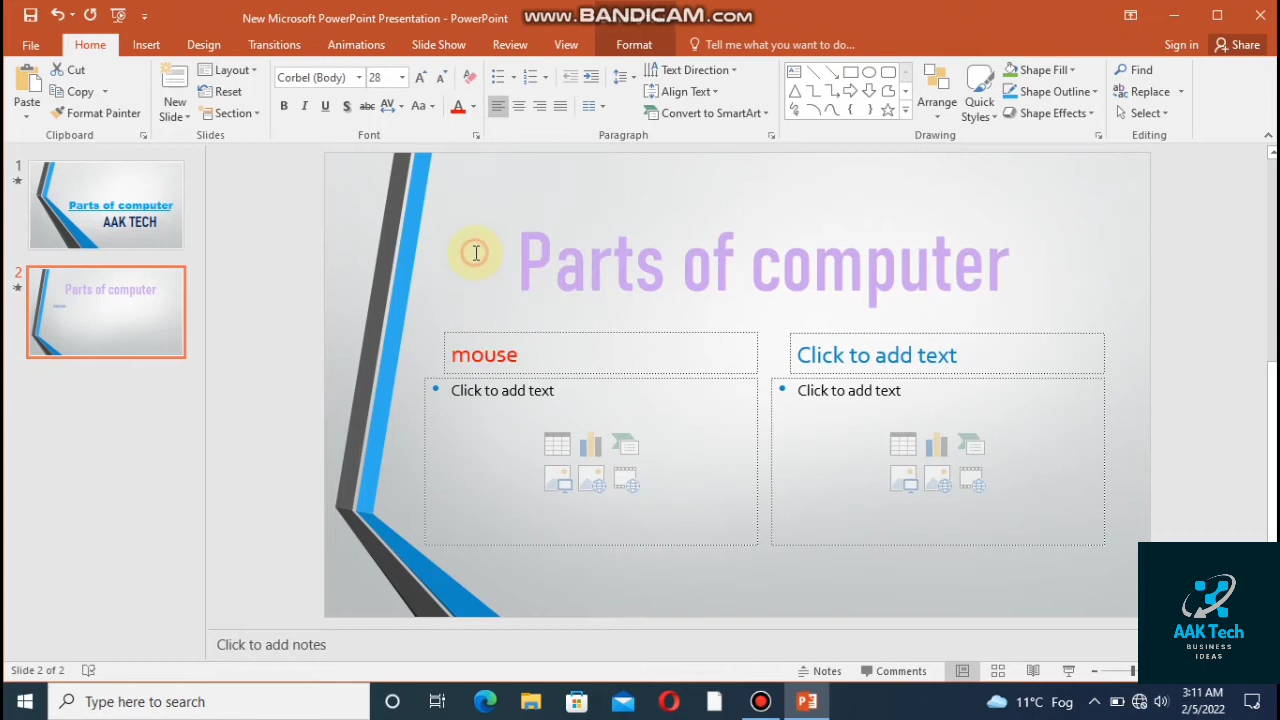 New Microsoft PowerPoint Presentation - PowerPoint
www.BANDICAM.com
File Home Insert Design Transitions Animations Slide Show Review View Format Tell me what you want to do... Sign in Share
Paste
Cut
Copy
Format Painter
Clipboard
New Slide
Layout
Reset
Section
Slides
Corbel (Body) 28
B I U S abc AV Aa A
Font
Paragraph
Text Direction
Align Text
Convert to SmartArt
Arrange
Quick Styles
Shape Fill
Shape Outline
Shape Effects
Drawing
Find
Replace
Select
Editing
1
Parts of computer
AAK TECH
2
Parts of computer
Parts of computer
mouse
Click to add text
Click to add text
Click to add text
Click to add notes
AAK Tech
BUSINESS
IDEAS
Slide 2 of 2
Notes
Comments
Type here to search
11°C Fog
3:11 AM
2/5/2022